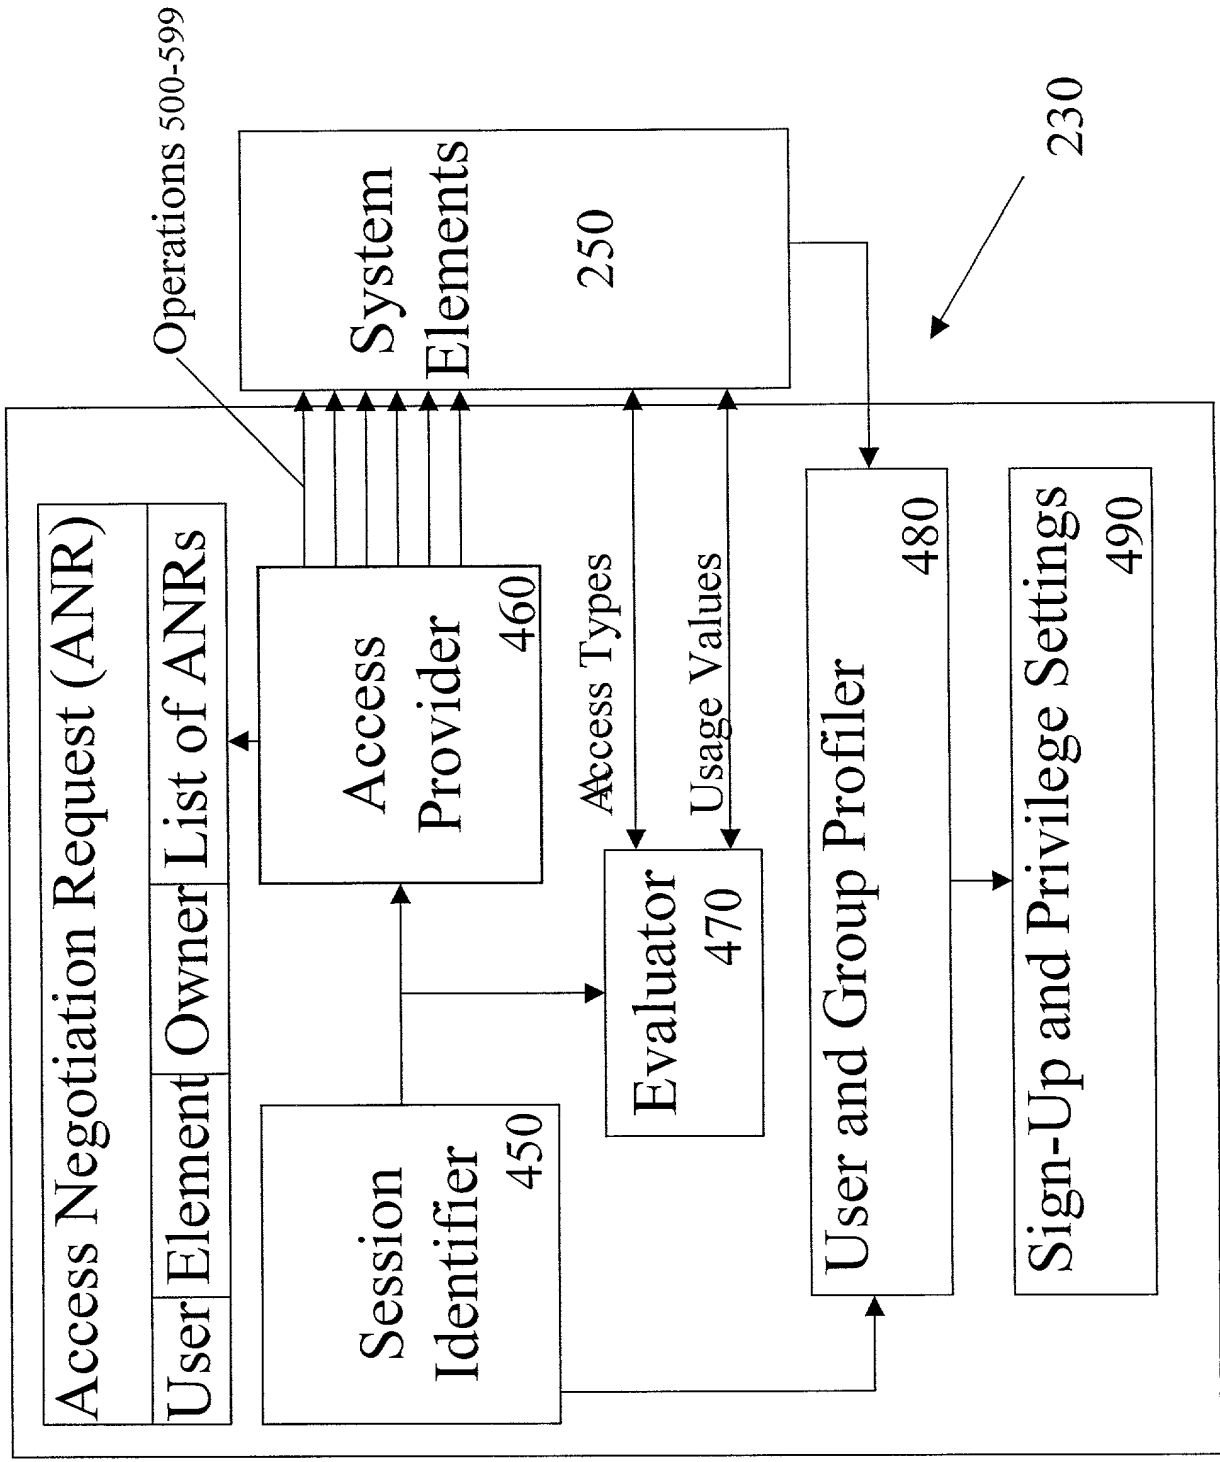 Access Negotiation Request (ANR)
User
Element
Owner
List of ANRs
Operations 500-599
Session
Identifier
450
Access
Provider
460
System
Elements
250
Evaluator
470
Access Types
Usage Values
User and Group Profiler
480
Sign-Up and Privilege Settings
490
230